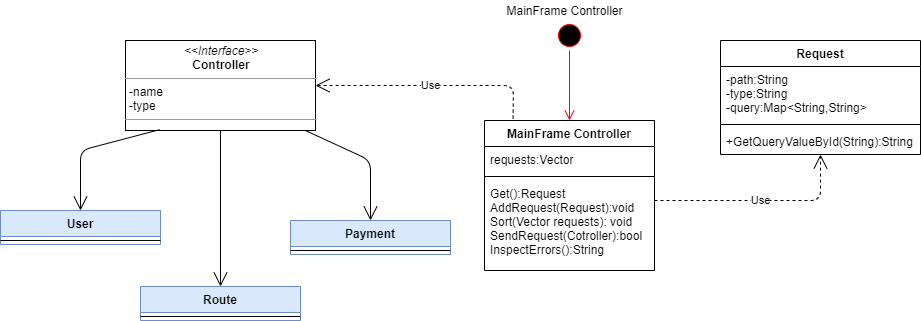 MainFrame Controller
<<Interface>>
Controller
-name
-type
Use
Request
-path:String
-type:String
-query:Map<String,String>
+GetQueryValueById(String):String
MainFrame Controller
requests:Vector
Get():Request
AddRequest(Request):void
Sort(Vector requests): void
SendRequest(Cotroller):bool
InspectErrors():String
Use
User
Payment
Route